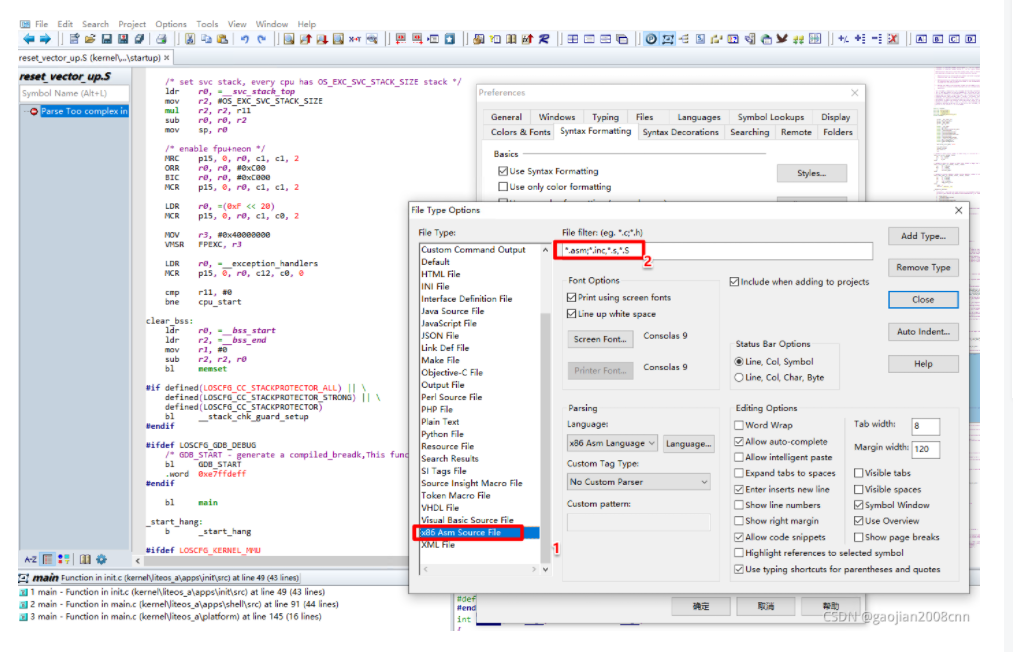 File Edit Search Project Options Tools View Window Help
reset_vector_up.S (kernel\...\startup) ×
reset_vector_up.S
Symbol Name (Alt+L)
Parse Too complex in
/* set svc stack, every cpu has OS_EXC_SVC_STACK_SIZE stack */
ldr r0, =__svc_stack_top
mov r2, #OS_EXC_SVC_STACK_SIZE
mul r2, r2, r11
sub r0, r0, r2
mov sp, r0
/* enable fpu+neon */
MRC p15, 0, r0, c1, c1, 2
ORR r0, r0, #0xC00
BIC r0, r0, #0xC000
MCR p15, 0, r0, c1, c1, 2
LDR r0, =(0xF << 20)
MCR p15, 0, r0, c1, c0, 2
MOV r3, #0x40000000
VMSR FPEXC, r3
LDR r0, =__exception_handlers
MCR p15, 0, r0, c12, c0, 0
cmp r11, #0
bne cpu_start
clear_bss:
ldr r0, =__bss_start
ldr r2, =__bss_end
mov r1, #0
sub r2, r2, r0
bl memset
#if defined(LOSCFG_CC_STACKPROTECTOR_ALL) || \
defined(LOSCFG_CC_STACKPROTECTOR_STRONG) || \
defined(LOSCFG_CC_STACKPROTECTOR)
bl __stack_chk_guard_setup
#endif
#ifdef LOSCFG_GDB_DEBUG
/* GDB_START - generate a compiled_breadk,This func
bl GDB_START
.word 0xe7ffdeff
#endif
bl main
_start_hang:
b _start_hang
#ifdef LOSCFG_KERNEL_MMU
A-Z
Preferences
General Windows Typing Files Languages Symbol Lookups Display
Colors & Fonts Syntax Formatting Syntax Decorations Searching Remote Folders
Basics
Use Syntax Formatting
Styles...
Use only color formatting
File Type Options
File Type:
Custom Command Output
Default
HTML File
INI File
Interface Definition File
Java Source File
JavaScript File
JSON File
Link Def File
Make File
Objective-C File
Output File
Perl Source File
PHP File
Plain Text
Python File
Resource File
Search Results
SI Tags File
Source Insight Macro File
Token Macro File
VHDL File
Visual Basic Source File
x86 Asm Source File
XML File
1
File filter: (eg. *.c;*.h)
*.asm;*.inc,*.s,*.S
2
Font Options
Print using screen fonts
Line up white space
Screen Font... Consolas 9
Printer Font... Consolas 9
Parsing
Language:
x86 Asm Language Language...
Custom Tag Type:
No Custom Parser
Custom pattern:
Include when adding to projects
Status Bar Options
Line, Col, Symbol
Line, Col, Char, Byte
Editing Options
Word Wrap
Allow auto-complete
Allow intelligent paste
Expand tabs to spaces
Enter inserts new line
Show line numbers
Show right margin
Allow code snippets
Highlight references to selected symbol
Use typing shortcuts for parentheses and quotes
Tab width: 8
Margin width: 120
Visible tabs
Visible spaces
Symbol Window
Use Overview
Show page breaks
Add Type...
Remove Type
Close
Auto Indent...
Help
main Function in init.c (kernel\liteos_a\apps\init\src) at line 49 (43 lines)
1 main - Function in init.c (kernel\liteos_a\apps\init\src) at line 49 (43 lines)
2 main - Function in main.c (kernel\liteos_a\apps\shell\src) at line 91 (44 lines)
3 main - Function in main.c (kernel\liteos_a\platform) at line 145 (16 lines)
#def
#end
int
{
确定 取消 帮助
CSDN @gaojian2008cnn